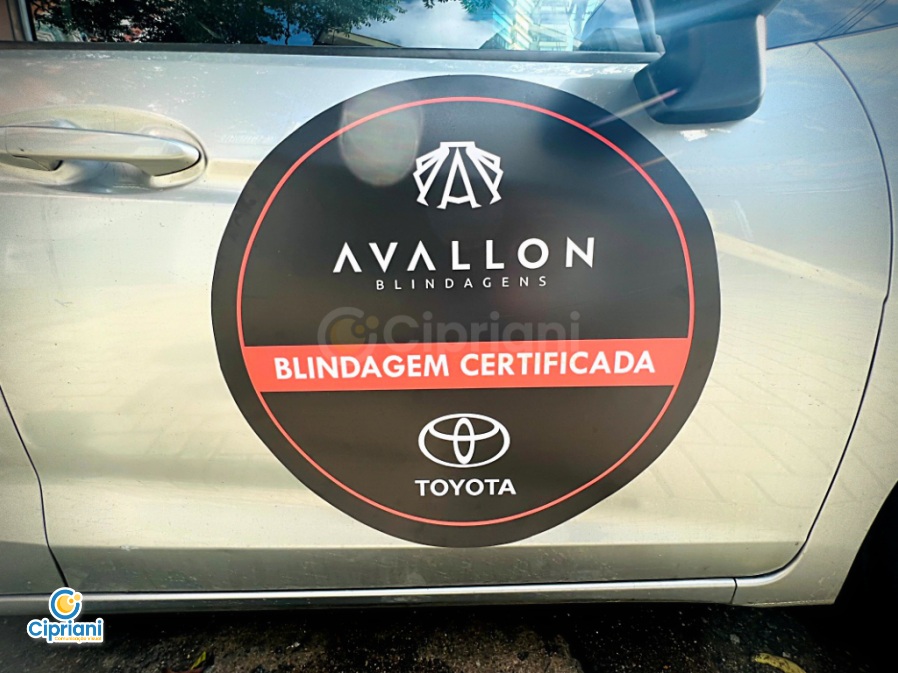 AVALLON
BLINDAGENS
Cipriani
BLINDAGEM CERTIFICADA
TOYOTA
Cipriani